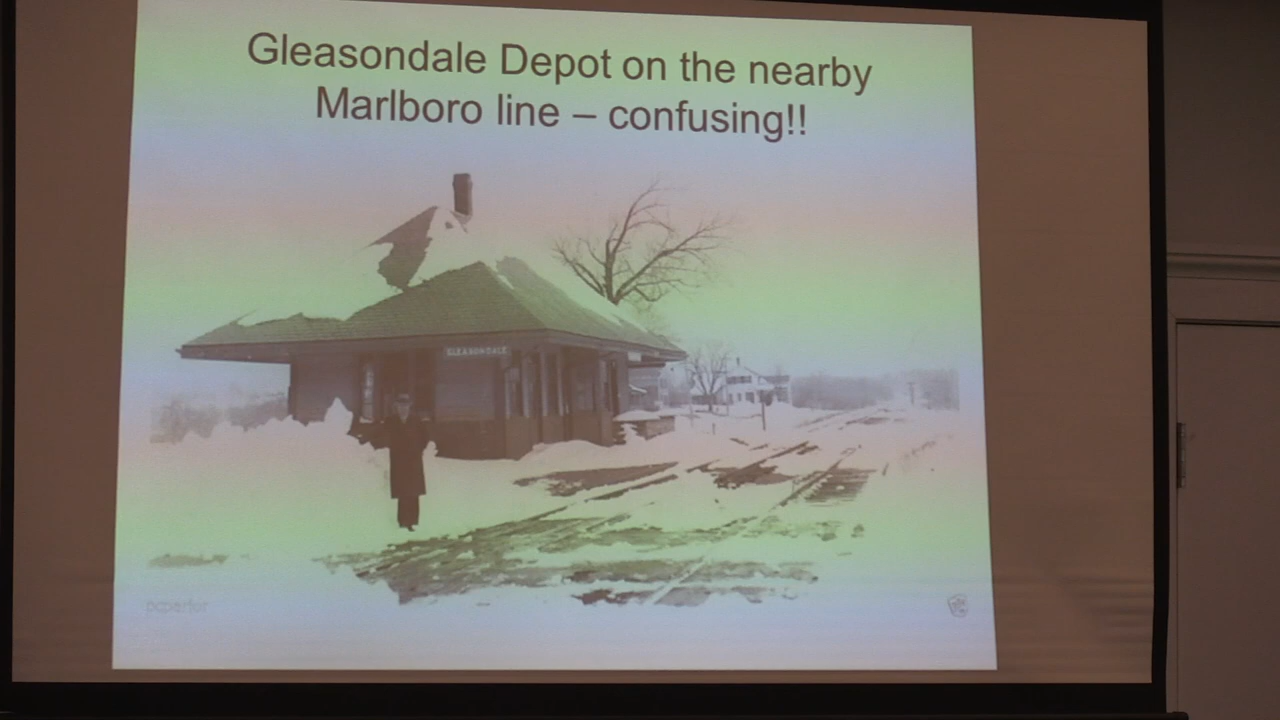 Gleasondale Depot on the nearby
Marlboro line – confusing!!
GLEASONDALE